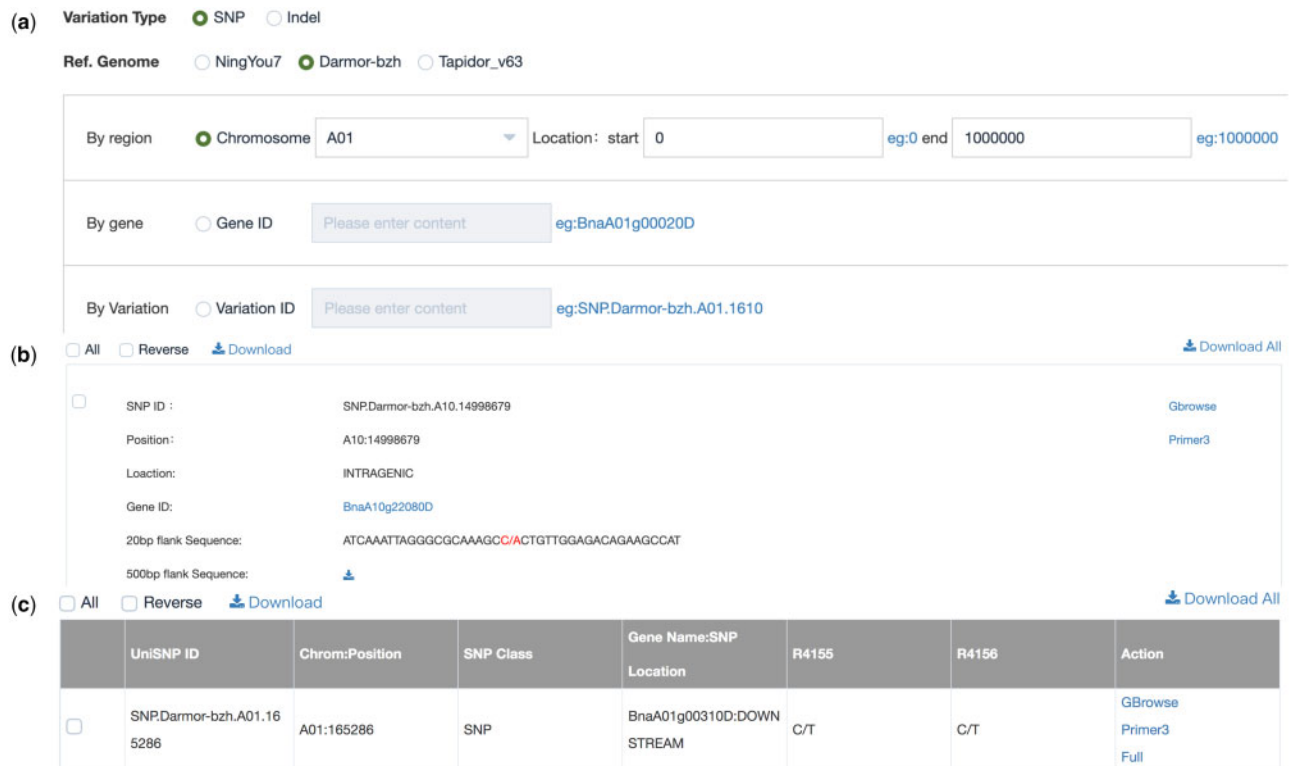 (a) Variation Type SNP Indel
Ref. Genome NingYou7 Darmor-bzh Tapidor_v63
By region Chromosome A01 Location: start 0 eg:0 end 1000000 eg:1000000
By gene Gene ID Please enter content eg:BnaA01g00020D
By Variation Variation ID Please enter content eg:SNP.Darmor-bzh.A01.1610
(b) All Reverse Download Download All
SNP ID : SNP.Darmor-bzh.A10.14998679 Gbrowse
Position: A10:14998679 Primer3
Loaction: INTRAGENIC
Gene ID: BnaA10g22080D
20bp flank Sequence: ATCAAATTAGGGCGCAAAGCC/ACTGTTGGAGACAGAAGCCAT
500bp flank Sequence:
(c) All Reverse Download Download All
UniSNP ID Chrom:Position SNP Class Gene Name:SNP Location R4155 R4156 Action
SNP.Darmor-bzh.A01.16 5286 A01:165286 SNP BnaA01g00310D:DOWN STREAM C/T C/T GBrowse
Primer3
Full